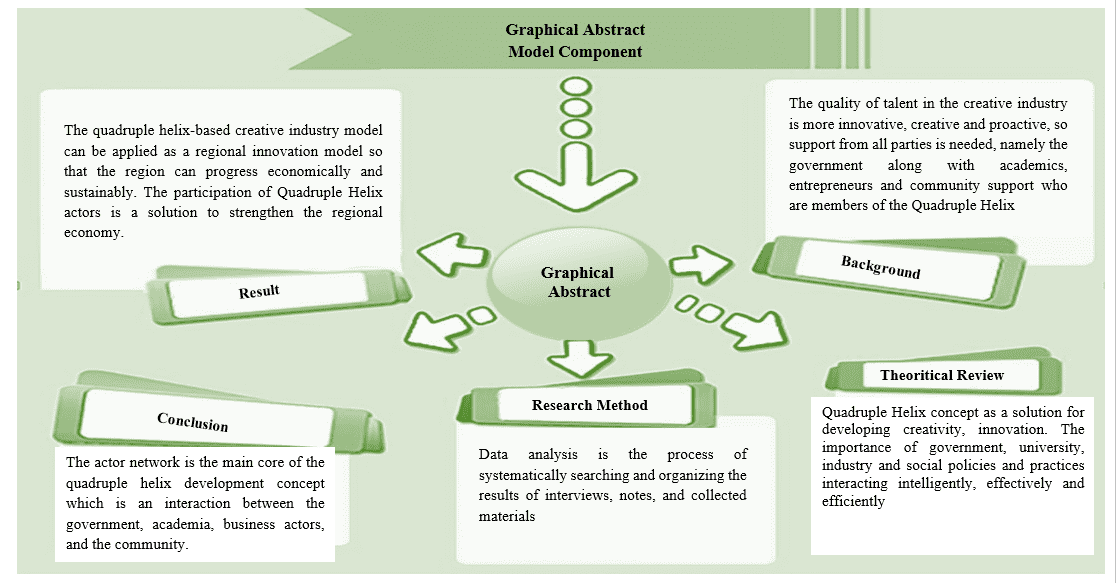 Graphical Abstract
Model Component
The quadruple helix-based creative industry model
can be applied as a regional innovation model so
that the region can progress economically and
sustainably. The participation of Quadruple Helix
actors is a solution to strengthen the regional
economy.
Result
The quality of talent in the creative industry
is more innovative, creative and proactive, so
support from all parties is needed, namely the
government along with academics,
entrepreneurs and community support who
are members of the Quadruple Helix
Background
Graphical
Abstract
Conclusion
The actor network is the main core of the
quadruple helix development concept
which is an interaction between the
government, academia, business actors,
and the community.
Research Method
Data analysis is the process of
systematically searching and organizing the
results of interviews, notes, and collected
materials
Theoritical Review
Quadruple Helix concept as a solution for
developing creativity, innovation. The
importance of government, university,
industry and social policies and practices
interacting intelligently, effectively and
efficiently